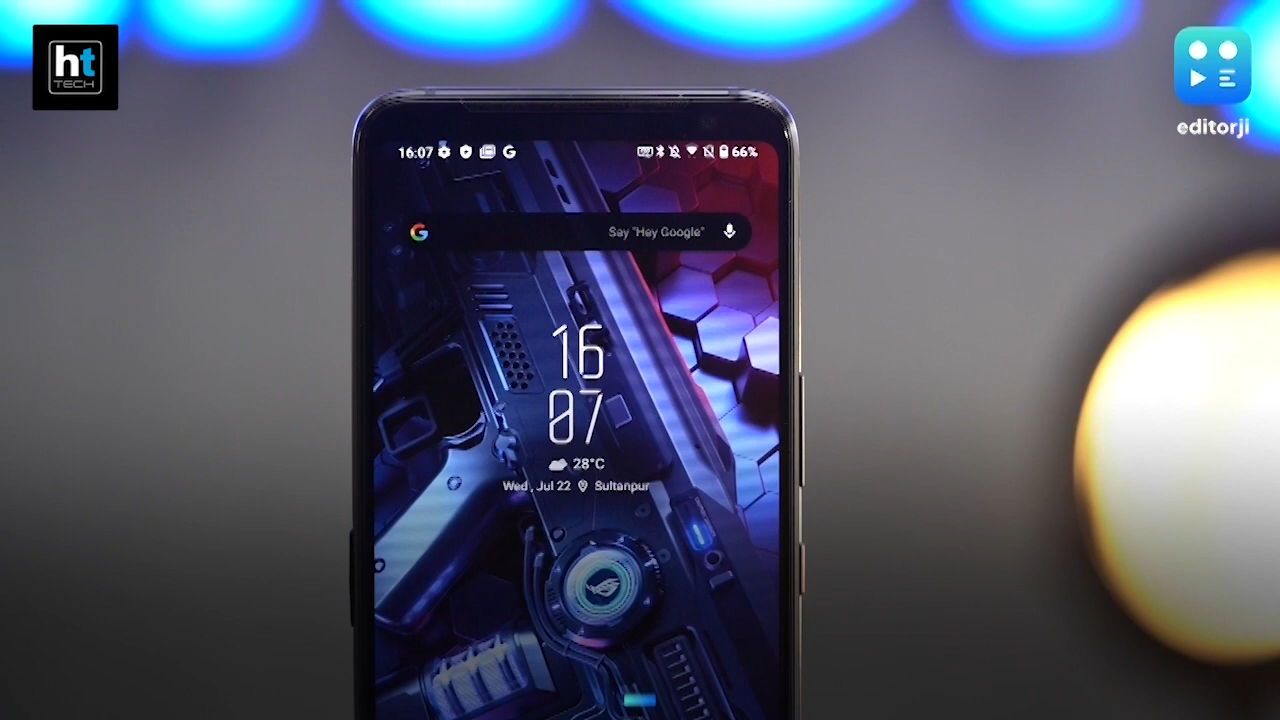 ht
TECH
editorji
16:07
66%
Say "Hey Google"
16
07
28°C
Wed, Jul 22 Sultanpur